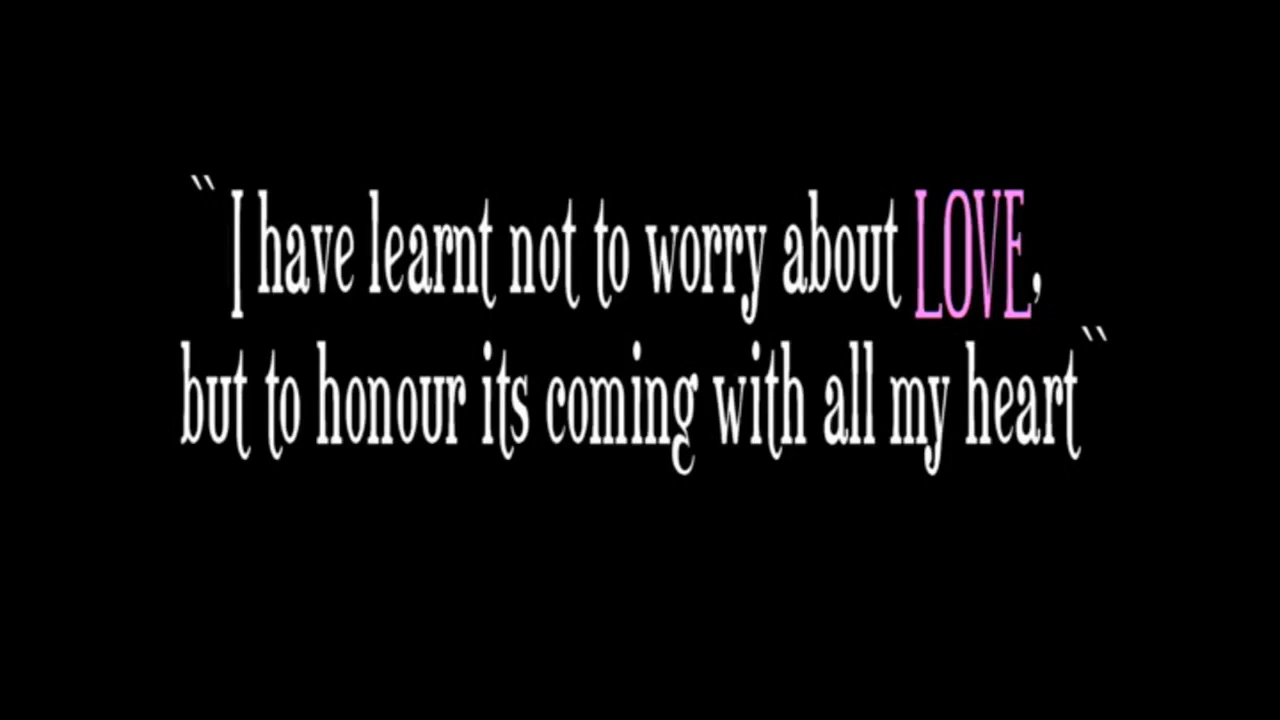 `` I have learnt not to worry about LOVE,
but to honour its coming with all my heart``